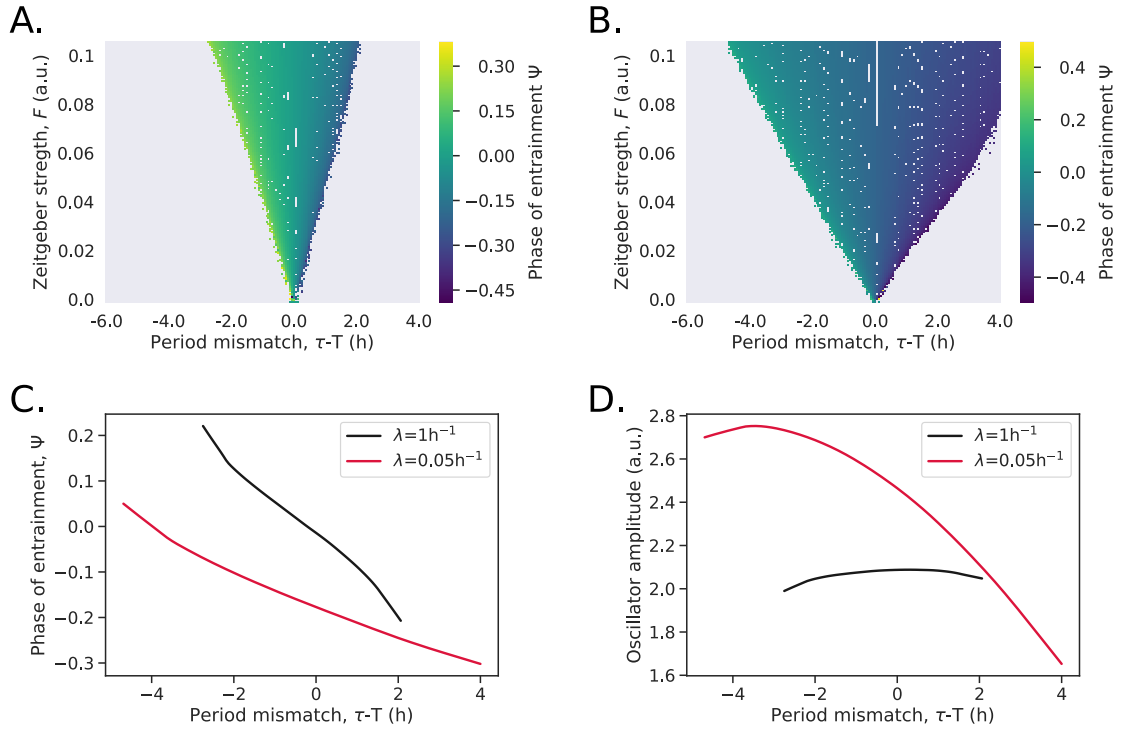 A.
0.1
0.08
0.06
0.04
0.02
0.0
Zeitgeber stregth, F (a.u.)
-6.0 -4.0 -2.0 0.0 2.0 4.0
Period mismatch, τ-T (h)
0.30
0.15
0.00
−0.15
−0.30
−0.45
Phase of entrainment Ψ
B.
0.1
0.08
0.06
0.04
0.02
0.0
Zeitgeber stregth, F (a.u.)
-6.0 -4.0 -2.0 0.0 2.0 4.0
Period mismatch, τ-T (h)
0.4
0.2
0.0
−0.2
−0.4
Phase of entrainment Ψ
C.
0.2
0.1
0.0
−0.1
−0.2
−0.3
Phase of entrainment, Ψ
λ=1h⁻¹
λ=0.05h⁻¹
−4 −2 0 2 4
Period mismatch, τ-T (h)
D.
2.8
2.6
2.4
2.2
2.0
1.8
1.6
Oscillator amplitude (a.u.)
λ=1h⁻¹
λ=0.05h⁻¹
−4 −2 0 2 4
Period mismatch, τ-T (h)